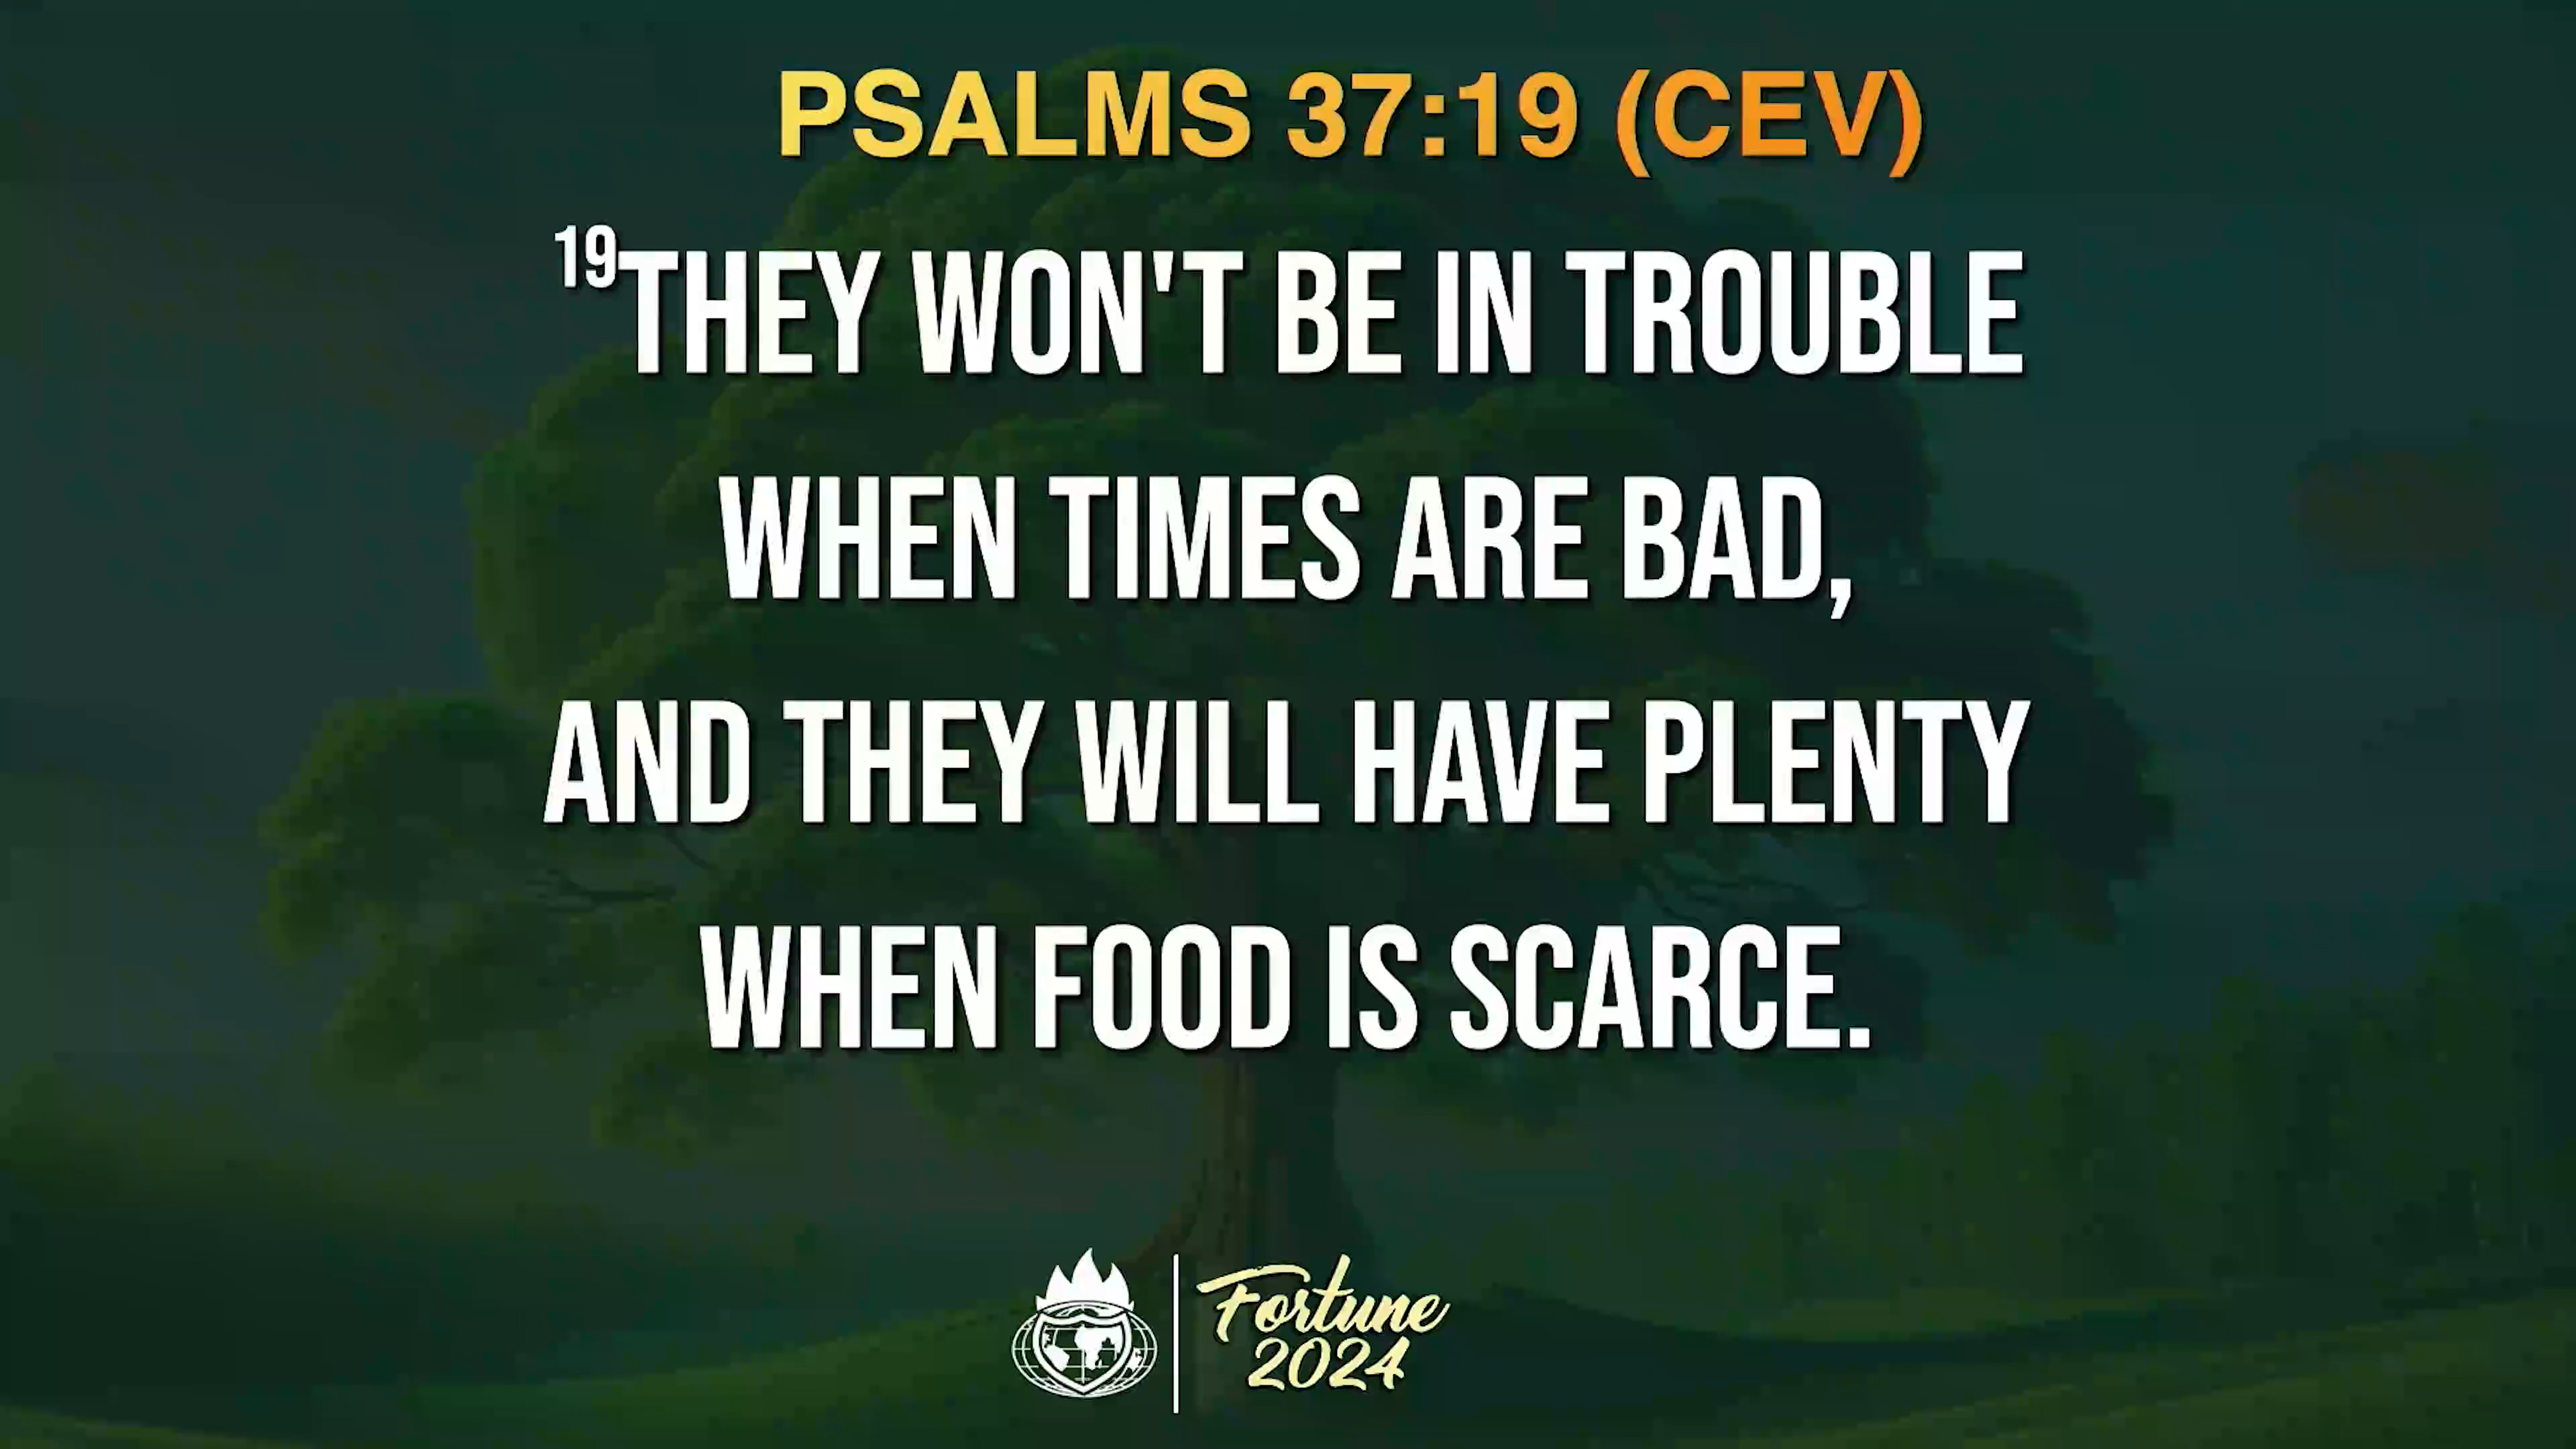 PSALMS 37:19 (CEV)
19THEY WON'T BE IN TROUBLE
WHEN TIMES ARE BAD,
AND THEY WILL HAVE PLENTY
WHEN FOOD IS SCARCE.
Fortune
2024